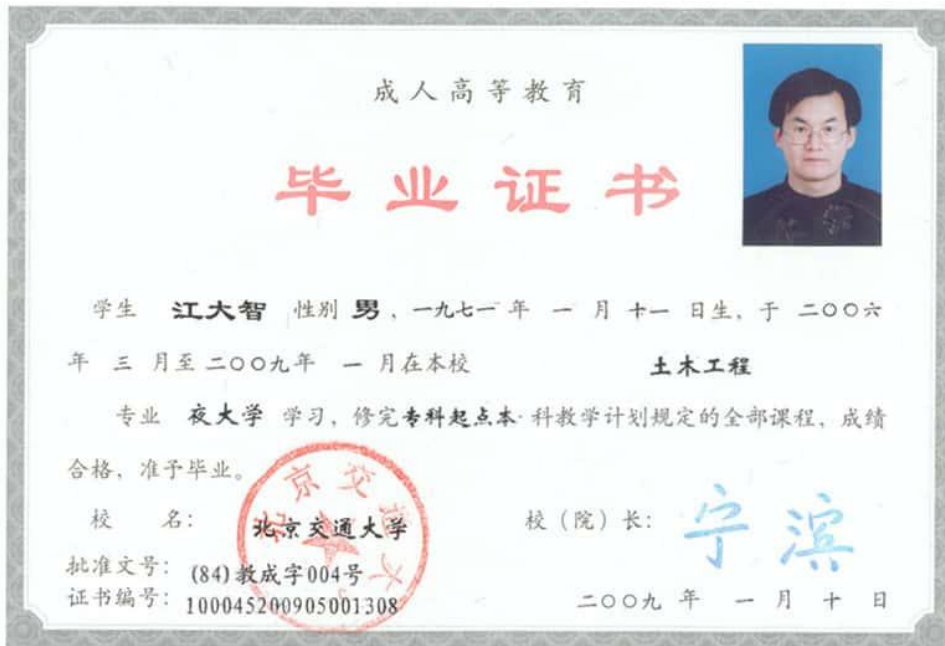 成人高等教育
毕业证书
学生 江大智 性别 男，一九七一 年 一 月 十一 日生，于 二〇〇六
年 三 月至 二〇〇九 年 一 月在本校 土木工程
专业 夜大学 学习，修完专科起点本科教学计划规定的全部课程，成绩
合格，准予毕业。
校 名： 北京交通大学
校（院）长： 宁滨
批准文号： (84)教成字004号
证书编号： 100045200905001308
二〇〇九 年 一 月 十 日
北京交通大